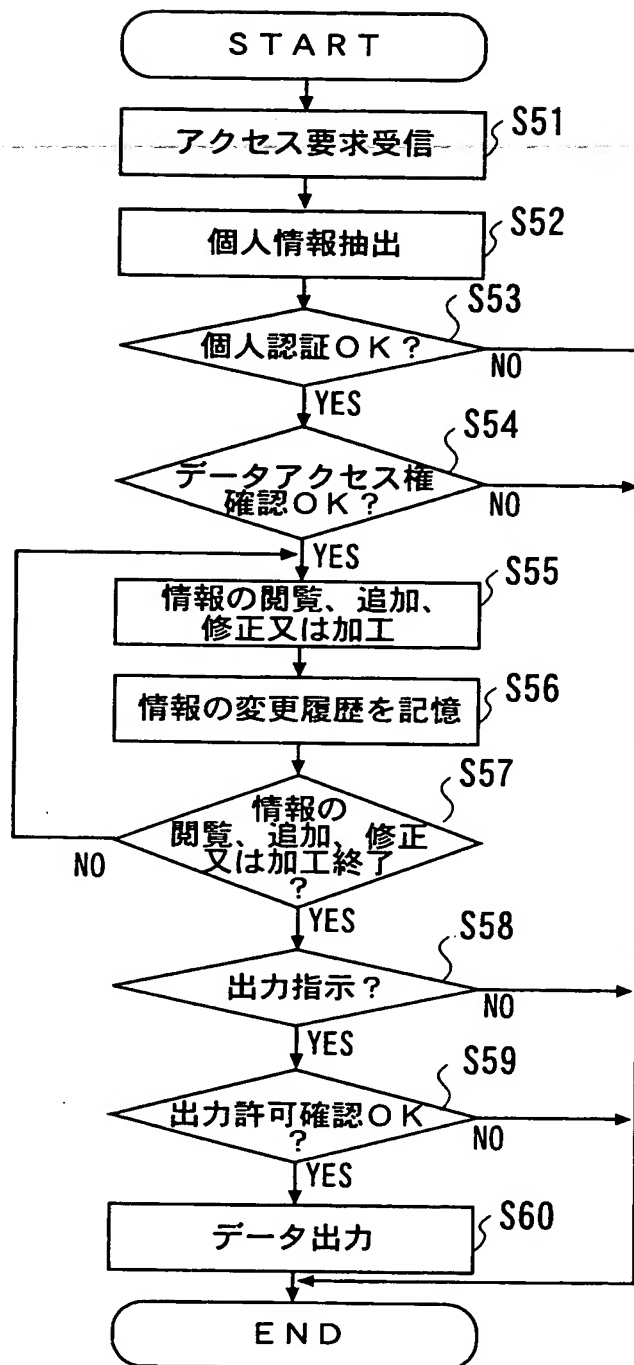 START
アクセス要求受信
S51
個人情報抽出
S52
S53
個人認証OK?
NO
YES
S54
データアクセス権
確認OK?
NO
YES
S55
情報の閲覧、追加、
修正又は加工
S56
情報の変更履歴を記憶
S57
情報の
閲覧、追加、修正
又は加工終了
?
NO
YES
S58
出力指示?
NO
YES
S59
出力許可確認OK
?
NO
YES
S60
データ出力
END